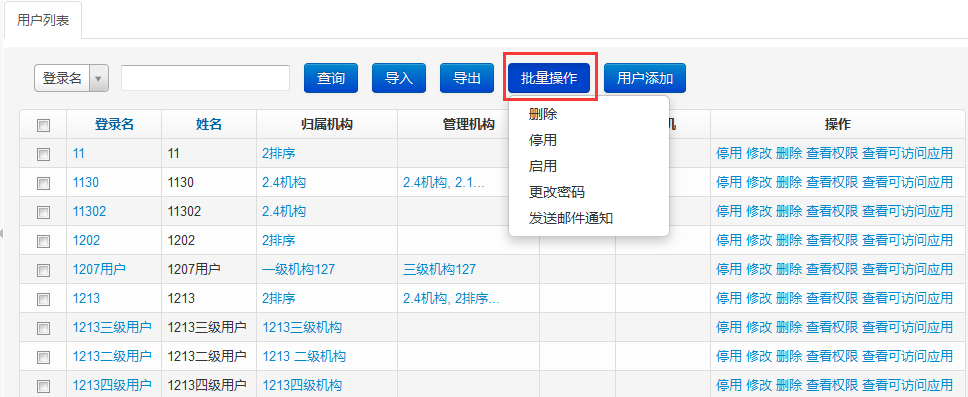 用户列表
登录名 查询 导入 导出 批量操作 用户添加
删除
停用
启用
更改密码
发送邮件通知
登录名 姓名 归属机构 管理机构 机 操作
11 11 2排序 停用 修改 删除 查看权限 查看可访问应用
1130 1130 2.4机构 2.4机构, 2.1... 停用 修改 删除 查看权限 查看可访问应用
11302 11302 2.4机构 停用 修改 删除 查看权限 查看可访问应用
1202 1202 2排序 停用 修改 删除 查看权限 查看可访问应用
1207用户 1207用户 一级机构127 三级机构127 停用 修改 删除 查看权限 查看可访问应用
1213 1213 2排序 2.4机构, 2排序... 停用 修改 删除 查看权限 查看可访问应用
1213三级用户 1213三级用户 1213三级机构 停用 修改 删除 查看权限 查看可访问应用
1213二级用户 1213二级用户 1213 二级机构 停用 修改 删除 查看权限 查看可访问应用
1213四级用户 1213四级用户 1213四级机构 停用 修改 删除 查看权限 查看可访问应用